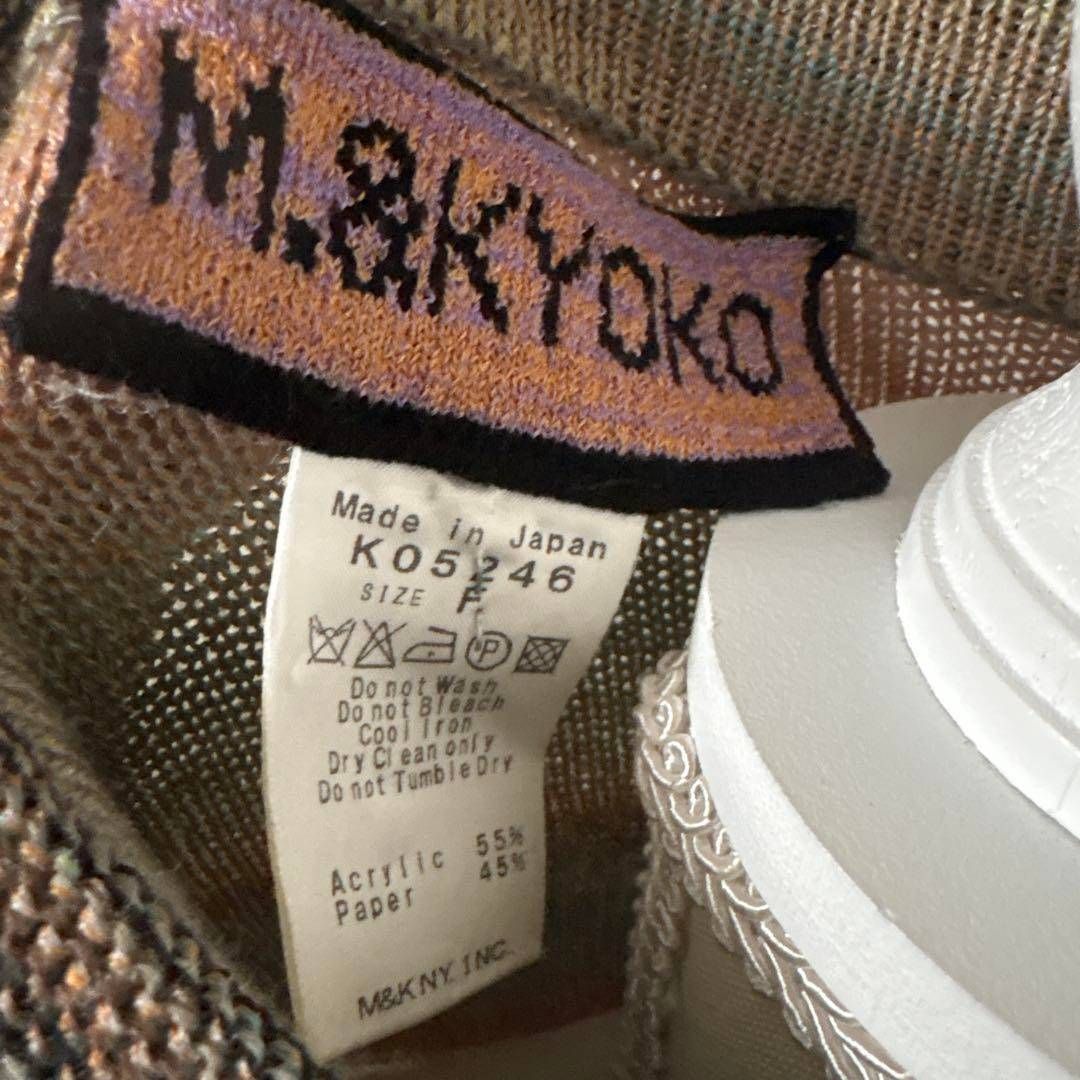 M.&KYOKO
Made in Japan
K05246
SIZE F
P
Do not Wash
Do not Bleach
Cool Iron
Dry Clean only
Do not Tumble Dry
Acrylic 55%
Paper 45%
M&K NY. INC.